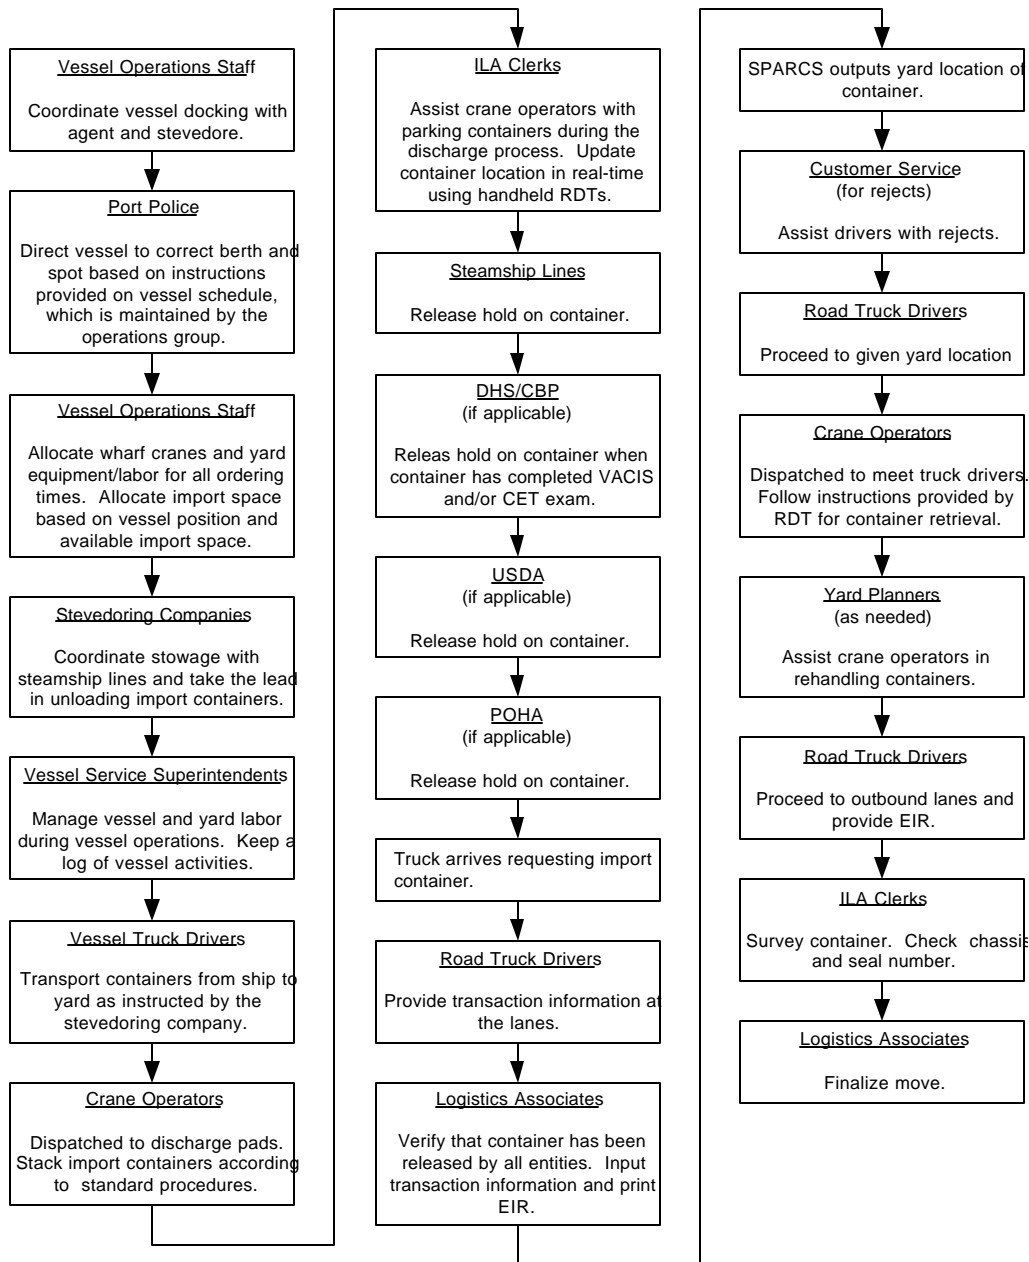 Vessel Operations Staff
Coordinate vessel docking with
agent and stevedore.
Port Police
Direct vessel to correct berth and
spot based on instructions
provided on vessel schedule,
which is maintained by the
operations group.
Vessel Operations Staff
Allocate wharf cranes and yard
equipment/labor for all ordering
times.  Allocate import space
based on vessel position and
available import space.
Stevedoring Companies
Coordinate stowage with
steamship lines and take the lead
in unloading import containers.
Vessel Service Superintendents
Manage vessel and yard labor
during vessel operations.  Keep a
log of vessel activities.
Vessel Truck Drivers
Transport containers from ship to
yard as instructed by the
stevedoring company.
Crane Operators
Dispatched to discharge pads.
Stack import containers according
to  standard procedures.
ILA Clerks
Assist crane operators with
parking containers during the
discharge process.  Update
container location in real-time
using handheld RDTs.
Steamship Lines
Release hold on container.
DHS/CBP
(if applicable)
Releas hold on container when
container has completed VACIS
and/or CET exam.
USDA
(if applicable)
Release hold on container.
POHA
(if applicable)
Release hold on container.
Truck arrives requesting import
container.
Road Truck Drivers
Provide transaction information at
the lanes.
Logistics Associates
Verify that container has been
released by all entities.  Input
transaction information and print
EIR.
SPARCS outputs yard location of
container.
Customer Service
(for rejects)
Assist drivers with rejects.
Road Truck Drivers
Proceed to given yard location
Crane Operators
Dispatched to meet truck drivers.
Follow instructions provided by
RDT for container retrieval.
Yard Planners
(as needed)
Assist crane operators in
rehandling containers.
Road Truck Drivers
Proceed to outbound lanes and
provide EIR.
ILA Clerks
Survey container.  Check  chassis
and seal number.
Logistics Associates
Finalize move.